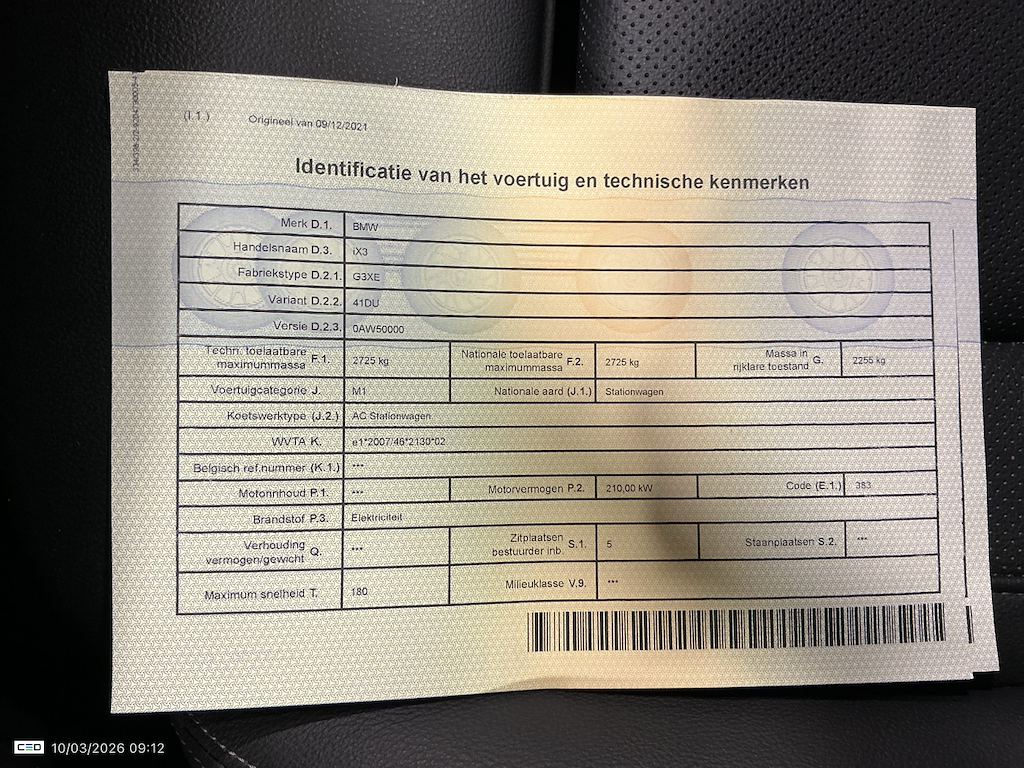 (I.1.) Origineel van 09/12/2021
Identificatie van het voertuig en technische kenmerken
Merk D.1. BMW
Handelsnaam D.3. iX3
Fabriekstype D.2.1. G3XE
Variant D.2.2. 41DU
Versie D.2.3. 0AW50000
Techn. toelaatbare maximummassa F.1. 2725 kg Nationale toelaatbare maximummassa F.2. 2725 kg Massa in rijklare toestand G. 2255 kg
Voertuigcategorie J. M1 Nationale aard (J.1.) Stationwagen
Koetswerktype (J.2.) AC Stationwagen
WVTA K. e1*2007/46*2130*02
Belgisch ref.nummer (K.1.) ***
Motorinhoud P.1. *** Motorvermogen P.2. 210,00 kW Code (E.1.) 383
Brandstof P.3. Elektriciteit
Verhouding vermogen/gewicht Q. *** Zitplaatsen bestuurder inb. S.1. 5 Staanplaatsen S.2. ***
Maximum snelheid T. 180 Milieuklasse V.9. ***
CEO 10/03/2026 09:12